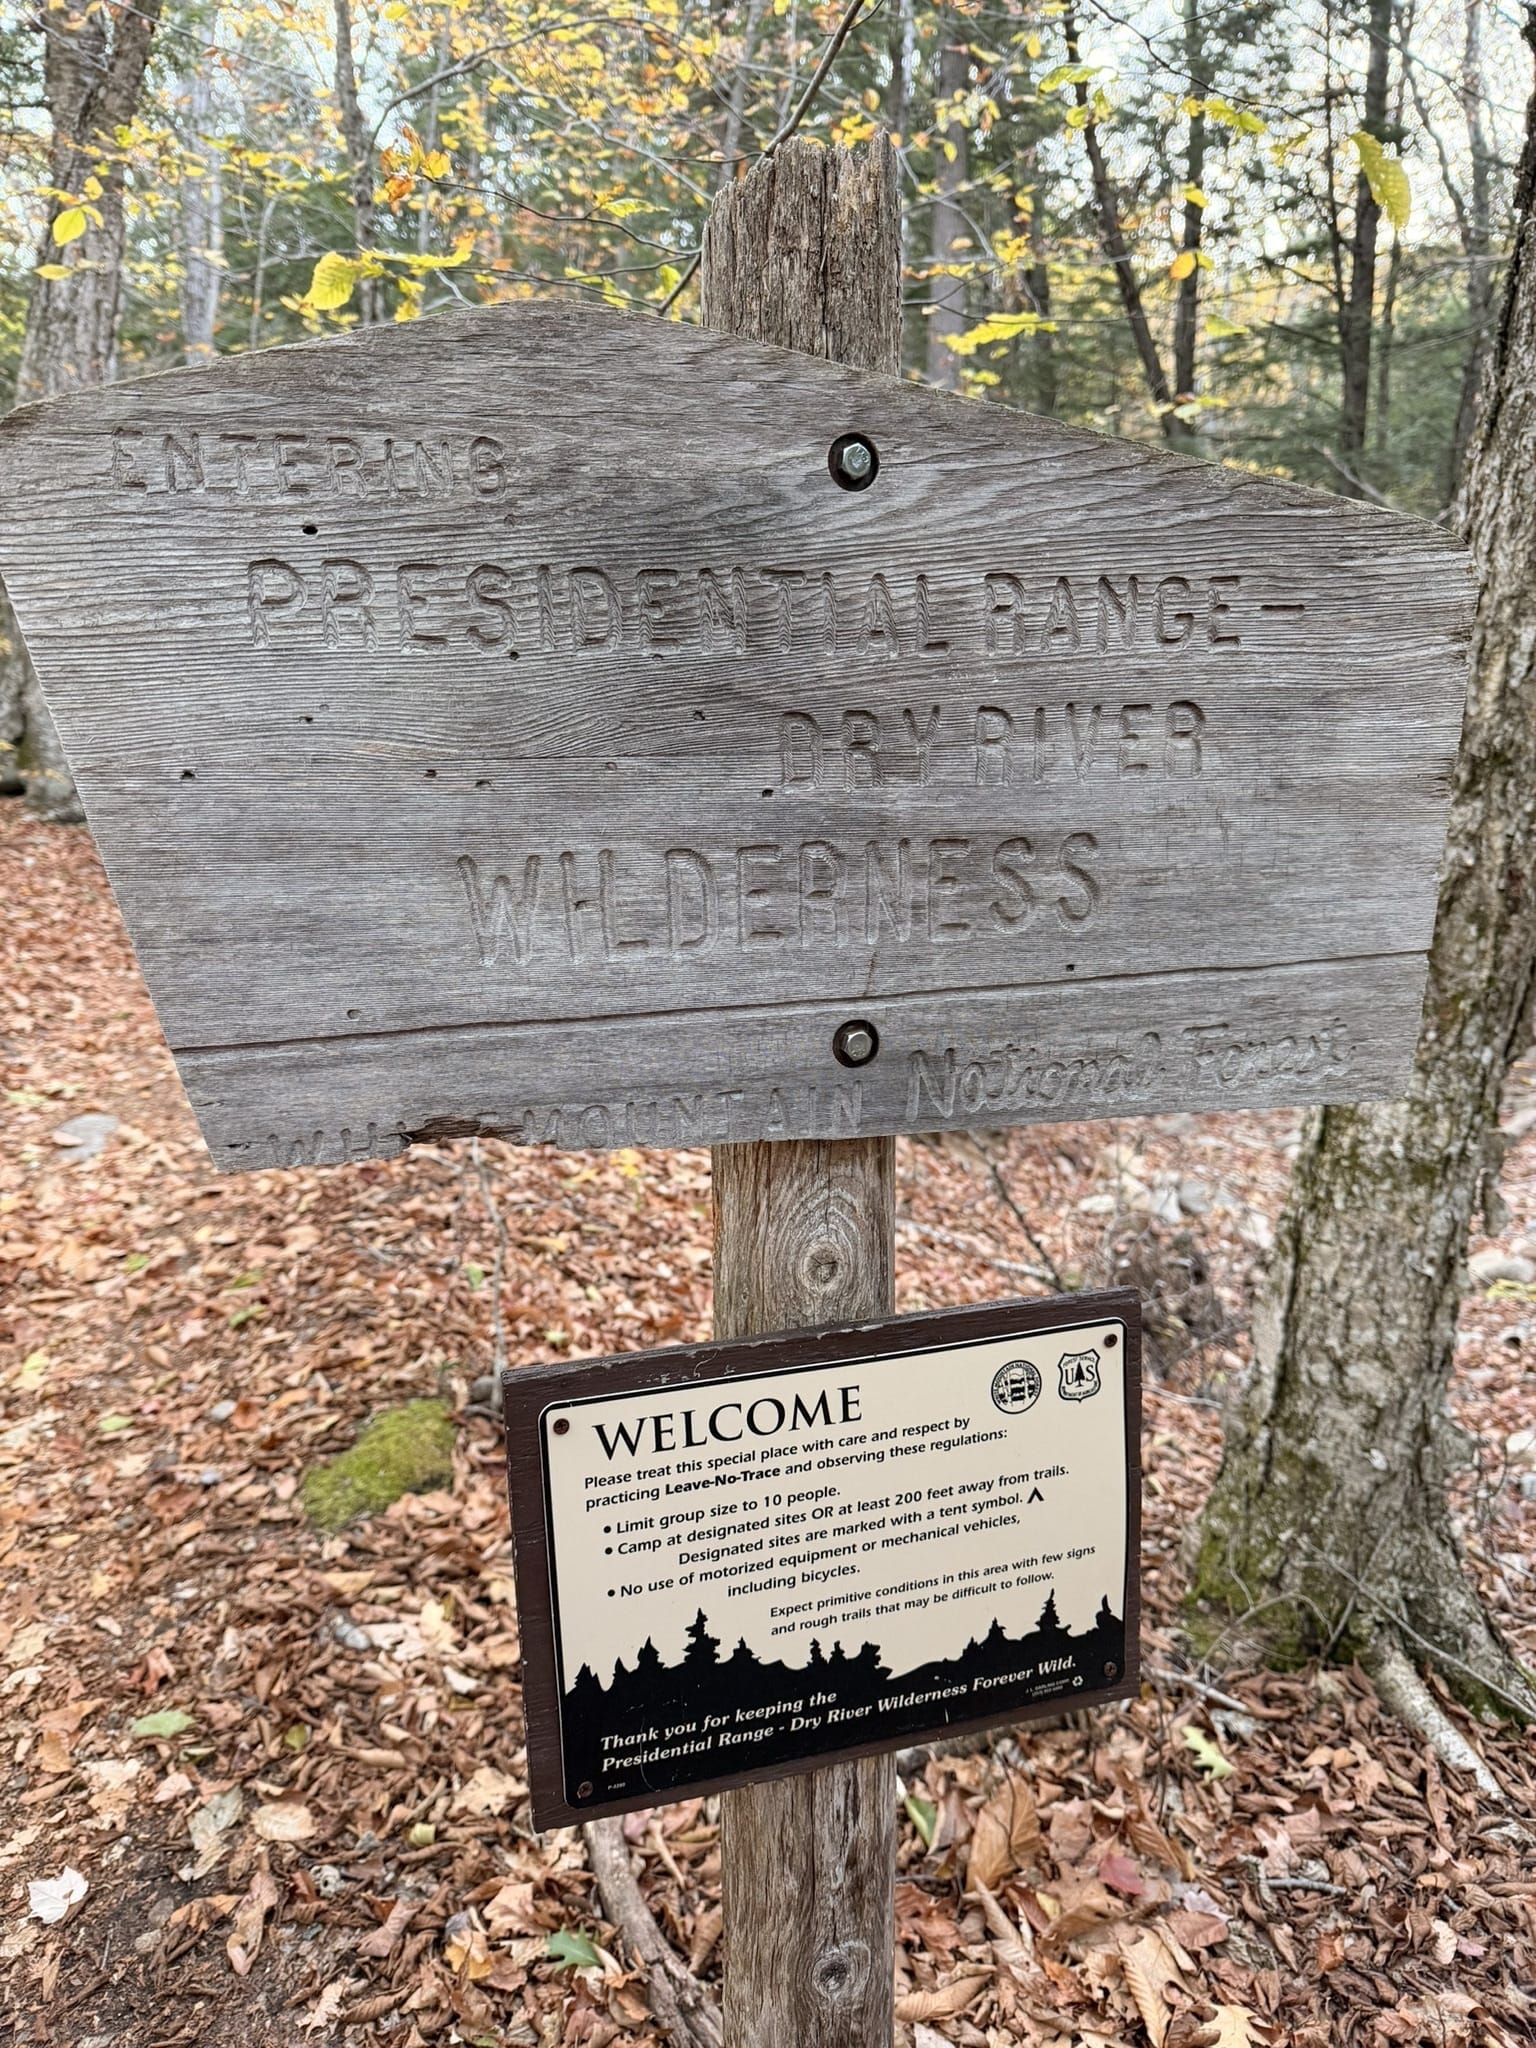 ENTERING
PRESIDENTIAL RANGE-
DRY RIVER
WILDERNESS
MOUNTAIN National Forest
WELCOME
Please treat this special place with care and respect by
practicing Leave-No-Trace and observing these regulations:
• Limit group size to 10 people.
• Camp at designated sites OR at least 200 feet away from trails.
Designated sites are marked with a tent symbol.
• No use of motorized equipment or mechanical vehicles,
including bicycles.
Expect primitive conditions in this area with few signs
and rough trails that may be difficult to follow.
Thank you for keeping the
Presidential Range - Dry River Wilderness Forever Wild.
FOREST SERVICE
US